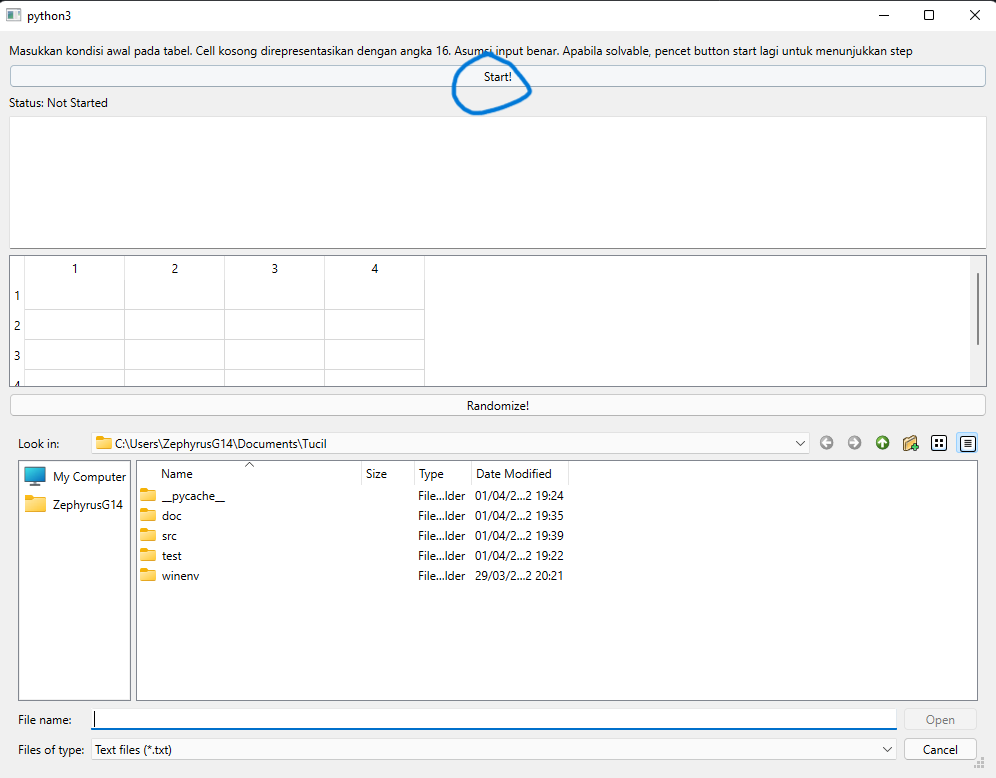 python3
Masukkan kondisi awal pada tabel. Cell kosong direpresentasikan dengan angka 16. Asumsi input benar. Apabila solvable, pencet button start lagi untuk menunjukkan step
Start!
Status: Not Started
1 2 3 4
1
2
3
4
Randomize!
Look in: C:\Users\ZephyrusG14\Documents\Tucil
My Computer
ZephyrusG14
Name Size Type Date Modified
__pycache__ File...lder 01/04/2...2 19:24
doc File...lder 01/04/2...2 19:35
src File...lder 01/04/2...2 19:39
test File...lder 01/04/2...2 19:22
winenv File...lder 29/03/2...2 20:21
File name: Open
Files of type: Text files (*.txt) Cancel